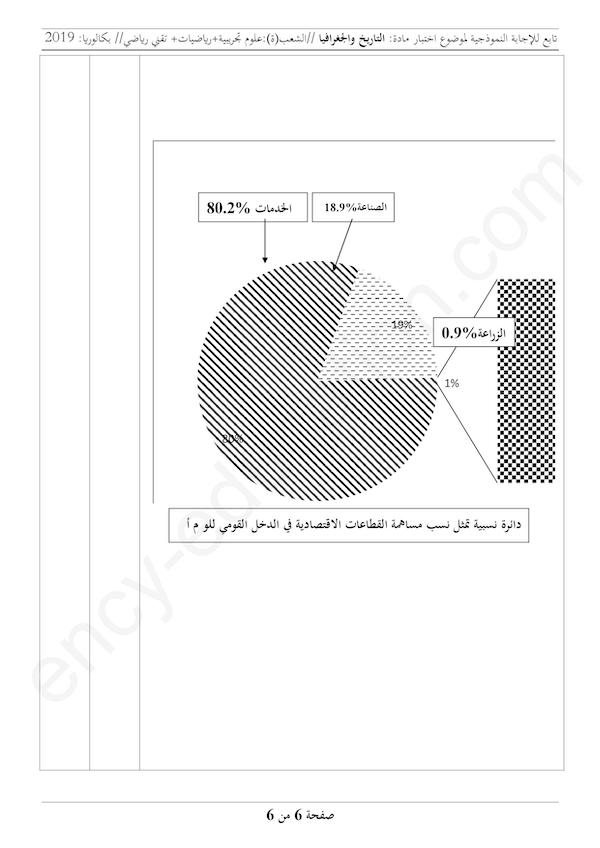 تابع للإجابة النموذجية لموضوع اختبار مادة: التاريخ والجغرافيا //الشعب(ة):علوم تجريبية+رياضيات+ تقني رياضي// بكالوريا: 2019
الصناعة18.9%
الخدمات 80.2%
19%
الزراعة0.9%
1%
80%
دائرة نسبية تمثل نسب مساهمة القطاعات الاقتصادية في الدخل القومي للو م أ
صفحة 6 من 6